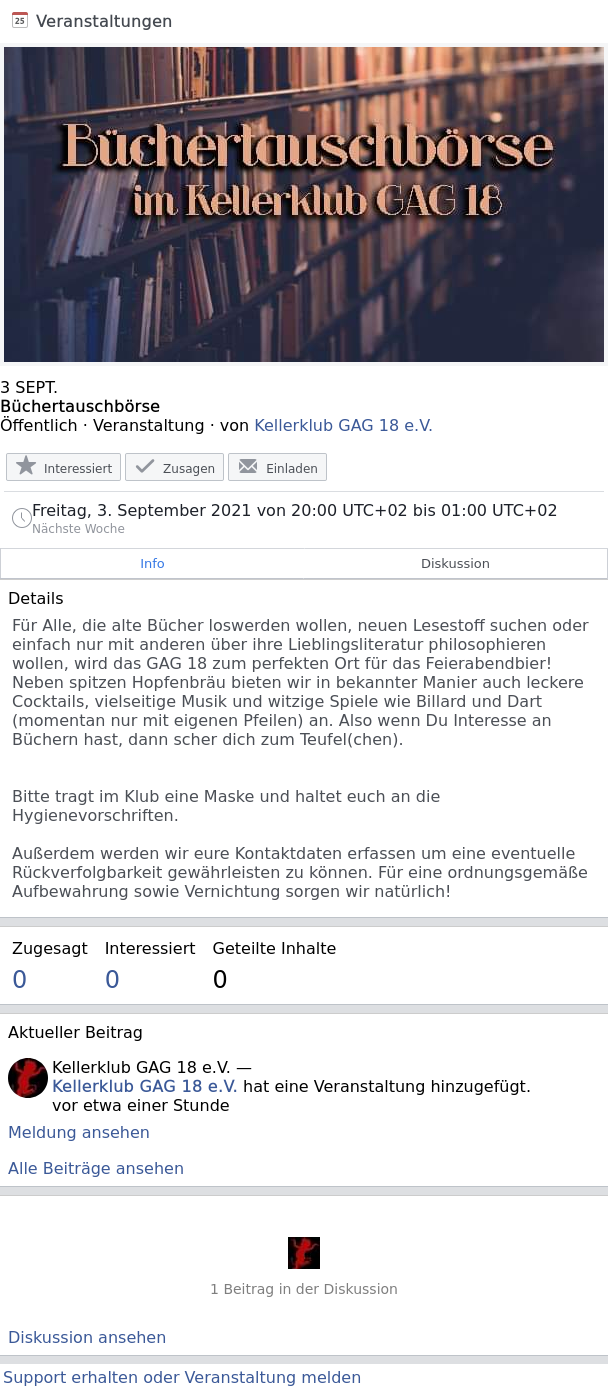 25 Veranstaltungen
Büchertauschbörse
im Kellerklub GAG 18
3 SEPT.
Büchertauschbörse
Öffentlich · Veranstaltung · von Kellerklub GAG 18 e.V.
Interessiert Zusagen Einladen
Freitag, 3. September 2021 von 20:00 UTC+02 bis 01:00 UTC+02
Nächste Woche
Info Diskussion
Details
Für Alle, die alte Bücher loswerden wollen, neuen Lesestoff suchen oder
einfach nur mit anderen über ihre Lieblingsliteratur philosophieren
wollen, wird das GAG 18 zum perfekten Ort für das Feierabendbier!
Neben spitzen Hopfenbräu bieten wir in bekannter Manier auch leckere
Cocktails, vielseitige Musik und witzige Spiele wie Billard und Dart
(momentan nur mit eigenen Pfeilen) an. Also wenn Du Interesse an
Büchern hast, dann scher dich zum Teufel(chen).
Bitte tragt im Klub eine Maske und haltet euch an die
Hygienevorschriften.
Außerdem werden wir eure Kontaktdaten erfassen um eine eventuelle
Rückverfolgbarkeit gewährleisten zu können. Für eine ordnungsgemäße
Aufbewahrung sowie Vernichtung sorgen wir natürlich!
Zugesagt Interessiert Geteilte Inhalte
0 0 0
Aktueller Beitrag
Kellerklub GAG 18 e.V. —
Kellerklub GAG 18 e.V. hat eine Veranstaltung hinzugefügt.
vor etwa einer Stunde
Meldung ansehen
Alle Beiträge ansehen
1 Beitrag in der Diskussion
Diskussion ansehen
Support erhalten oder Veranstaltung melden